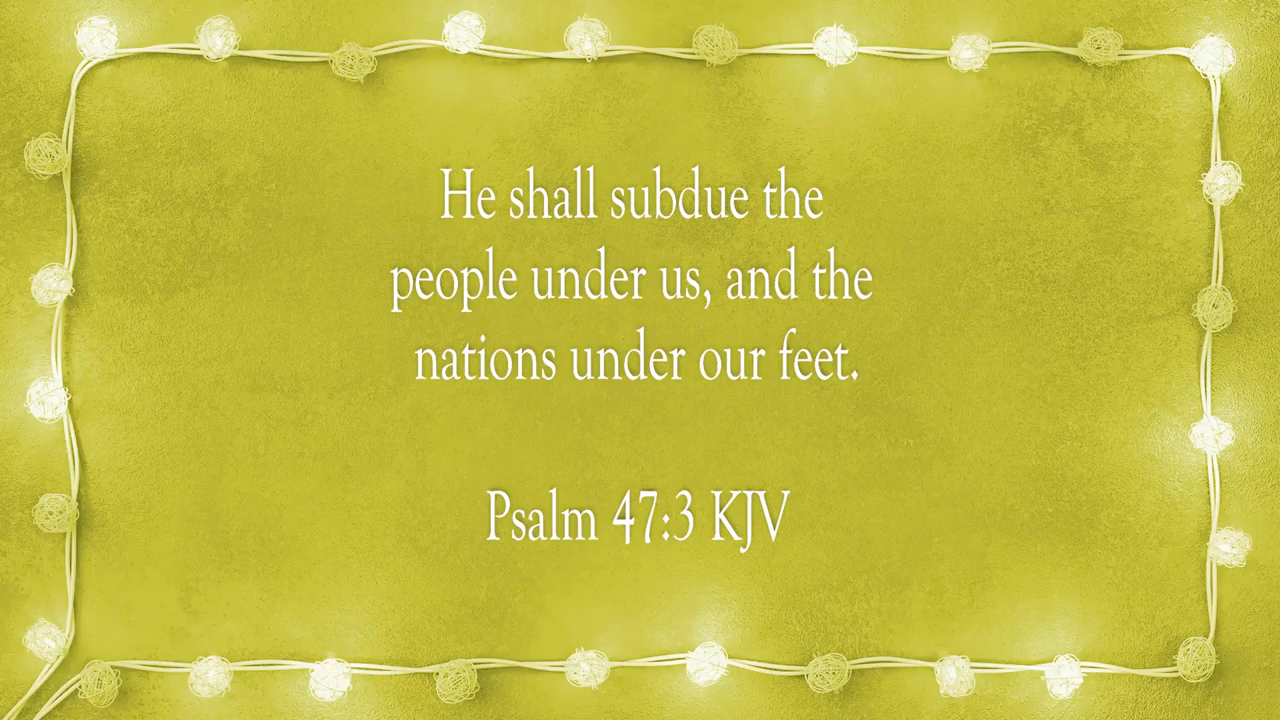 He shall subdue the
people under us, and the
nations under our feet.
Psalm 47:3 KJV